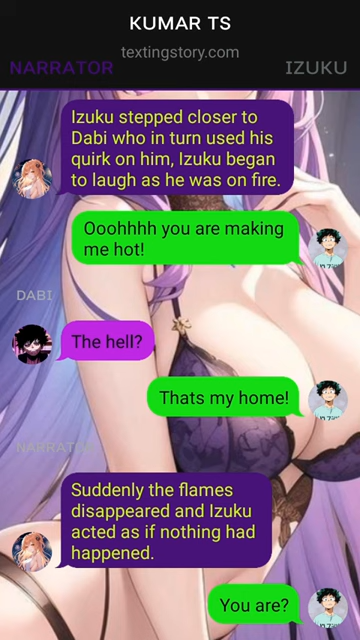 KUMAR TS
textingstory.com
NARRATOR
IZUKU
Izuku stepped closer to
Dabi who in turn used his
quirk on him, Izuku began
to laugh as he was on fire.
Ooohhhh you are making
me hot!
DABI
The hell?
Thats my home!
NARRATOR
Suddenly the flames
disappeared and Izuku
acted as if nothing had
happened.
You are?